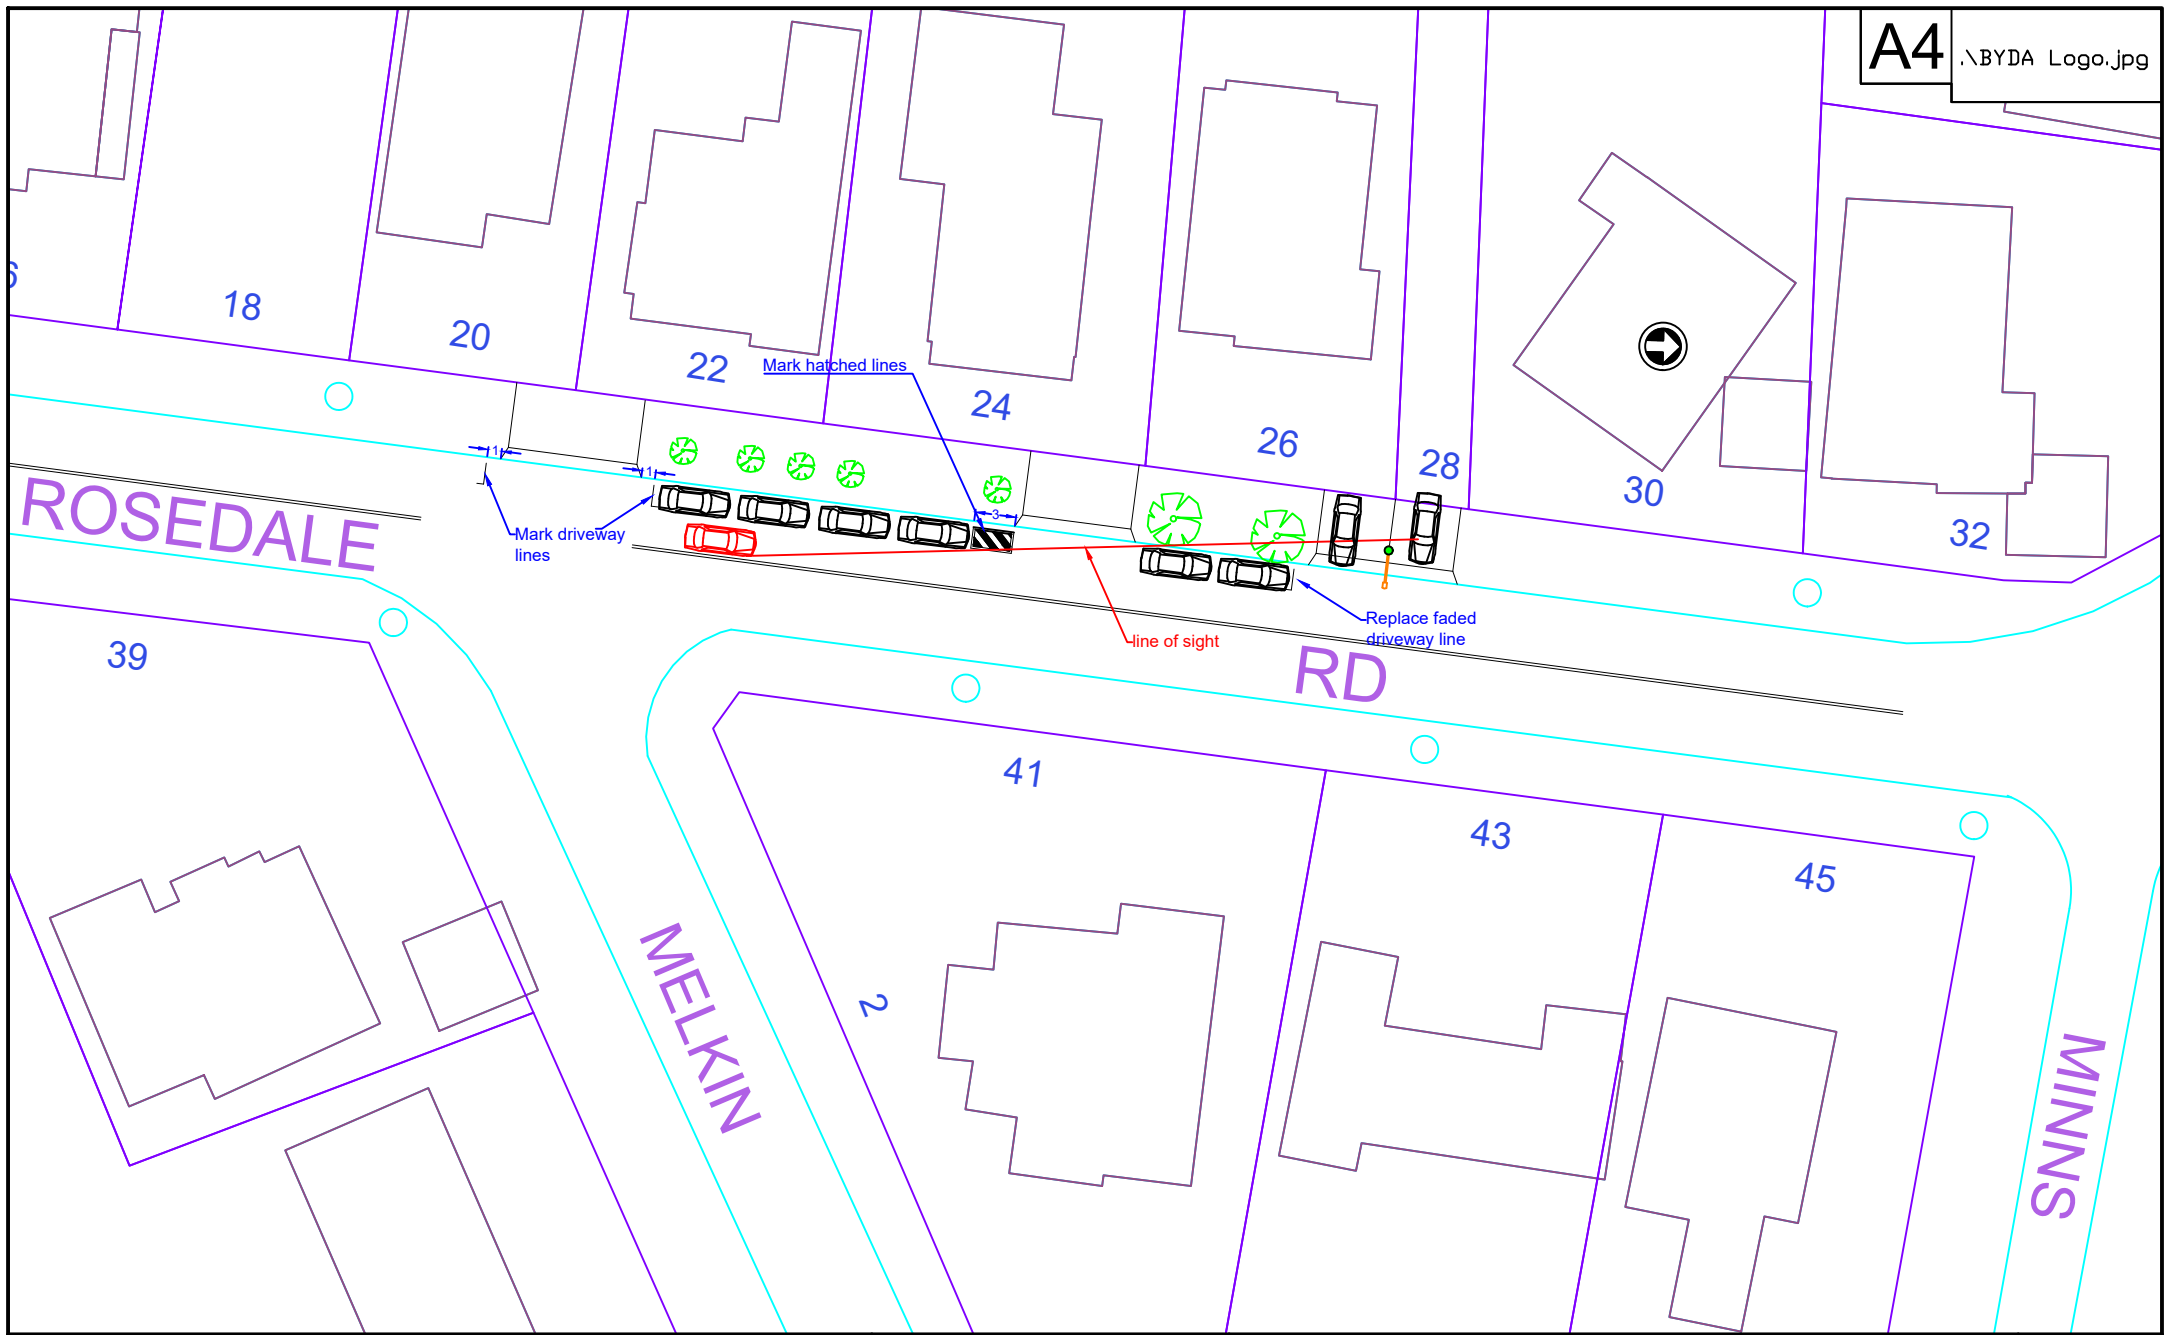 A4
.\BYDA Logo.jpg
18
20
22
Mark hatched lines
24
26
28
30
32
1
1
3
ROSEDALE
Mark driveway
lines
Replace faded
driveway line
line of sight
RD
39
41
43
45
2
MELKIN
MINNS